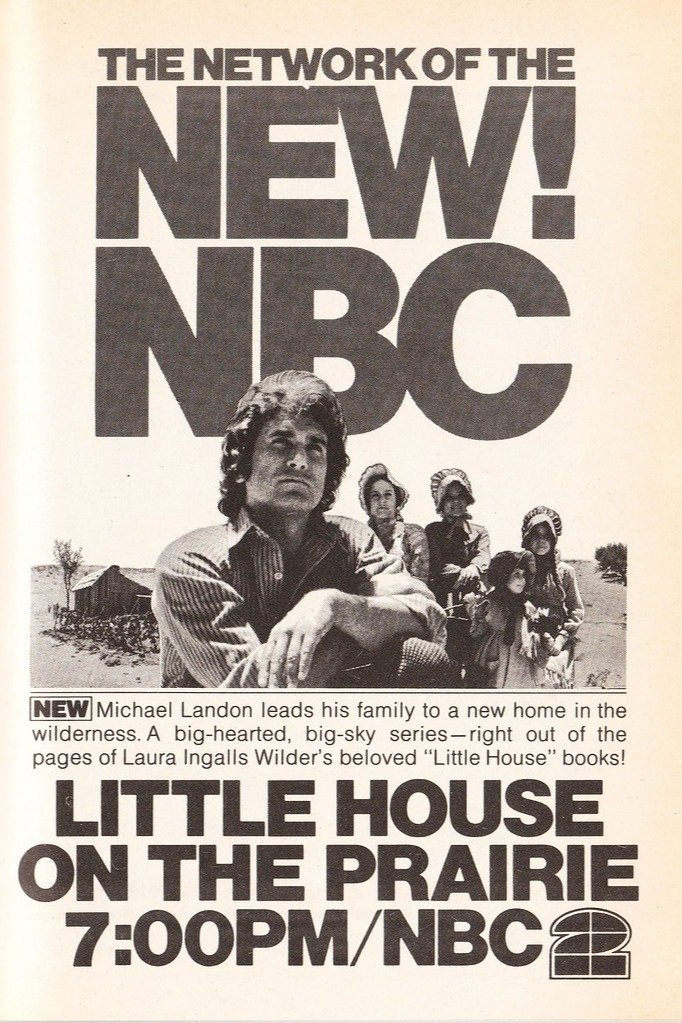 THE NETWORK OF THE
NEW!
NBC
NEW Michael Landon leads his family to a new home in the
wilderness. A big-hearted, big-sky series—right out of the
pages of Laura Ingalls Wilder's beloved "Little House" books!
LITTLE HOUSE
ON THE PRAIRIE
7:00PM/NBC 2